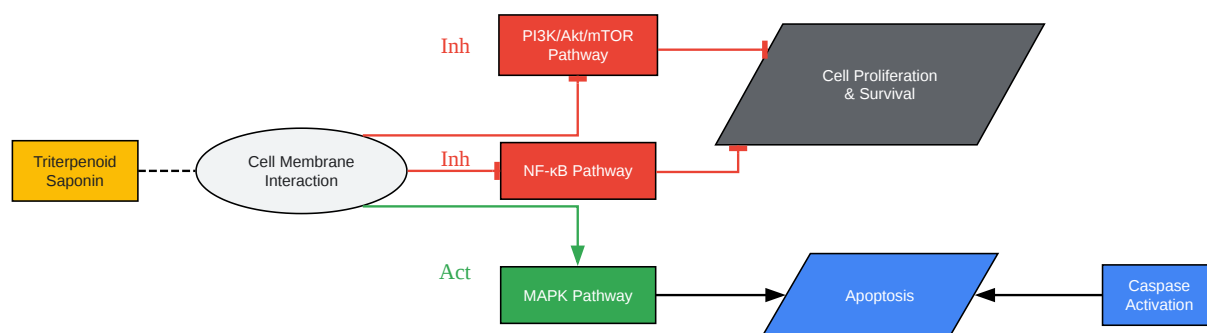 Inh
PI3K/Akt/mTOR
Pathway
Cell Proliferation
& Survival
Triterpenoid
Saponin
Cell Membrane
Interaction
Inh
NF-κB Pathway
Act
MAPK Pathway
Apoptosis
Caspase
Activation